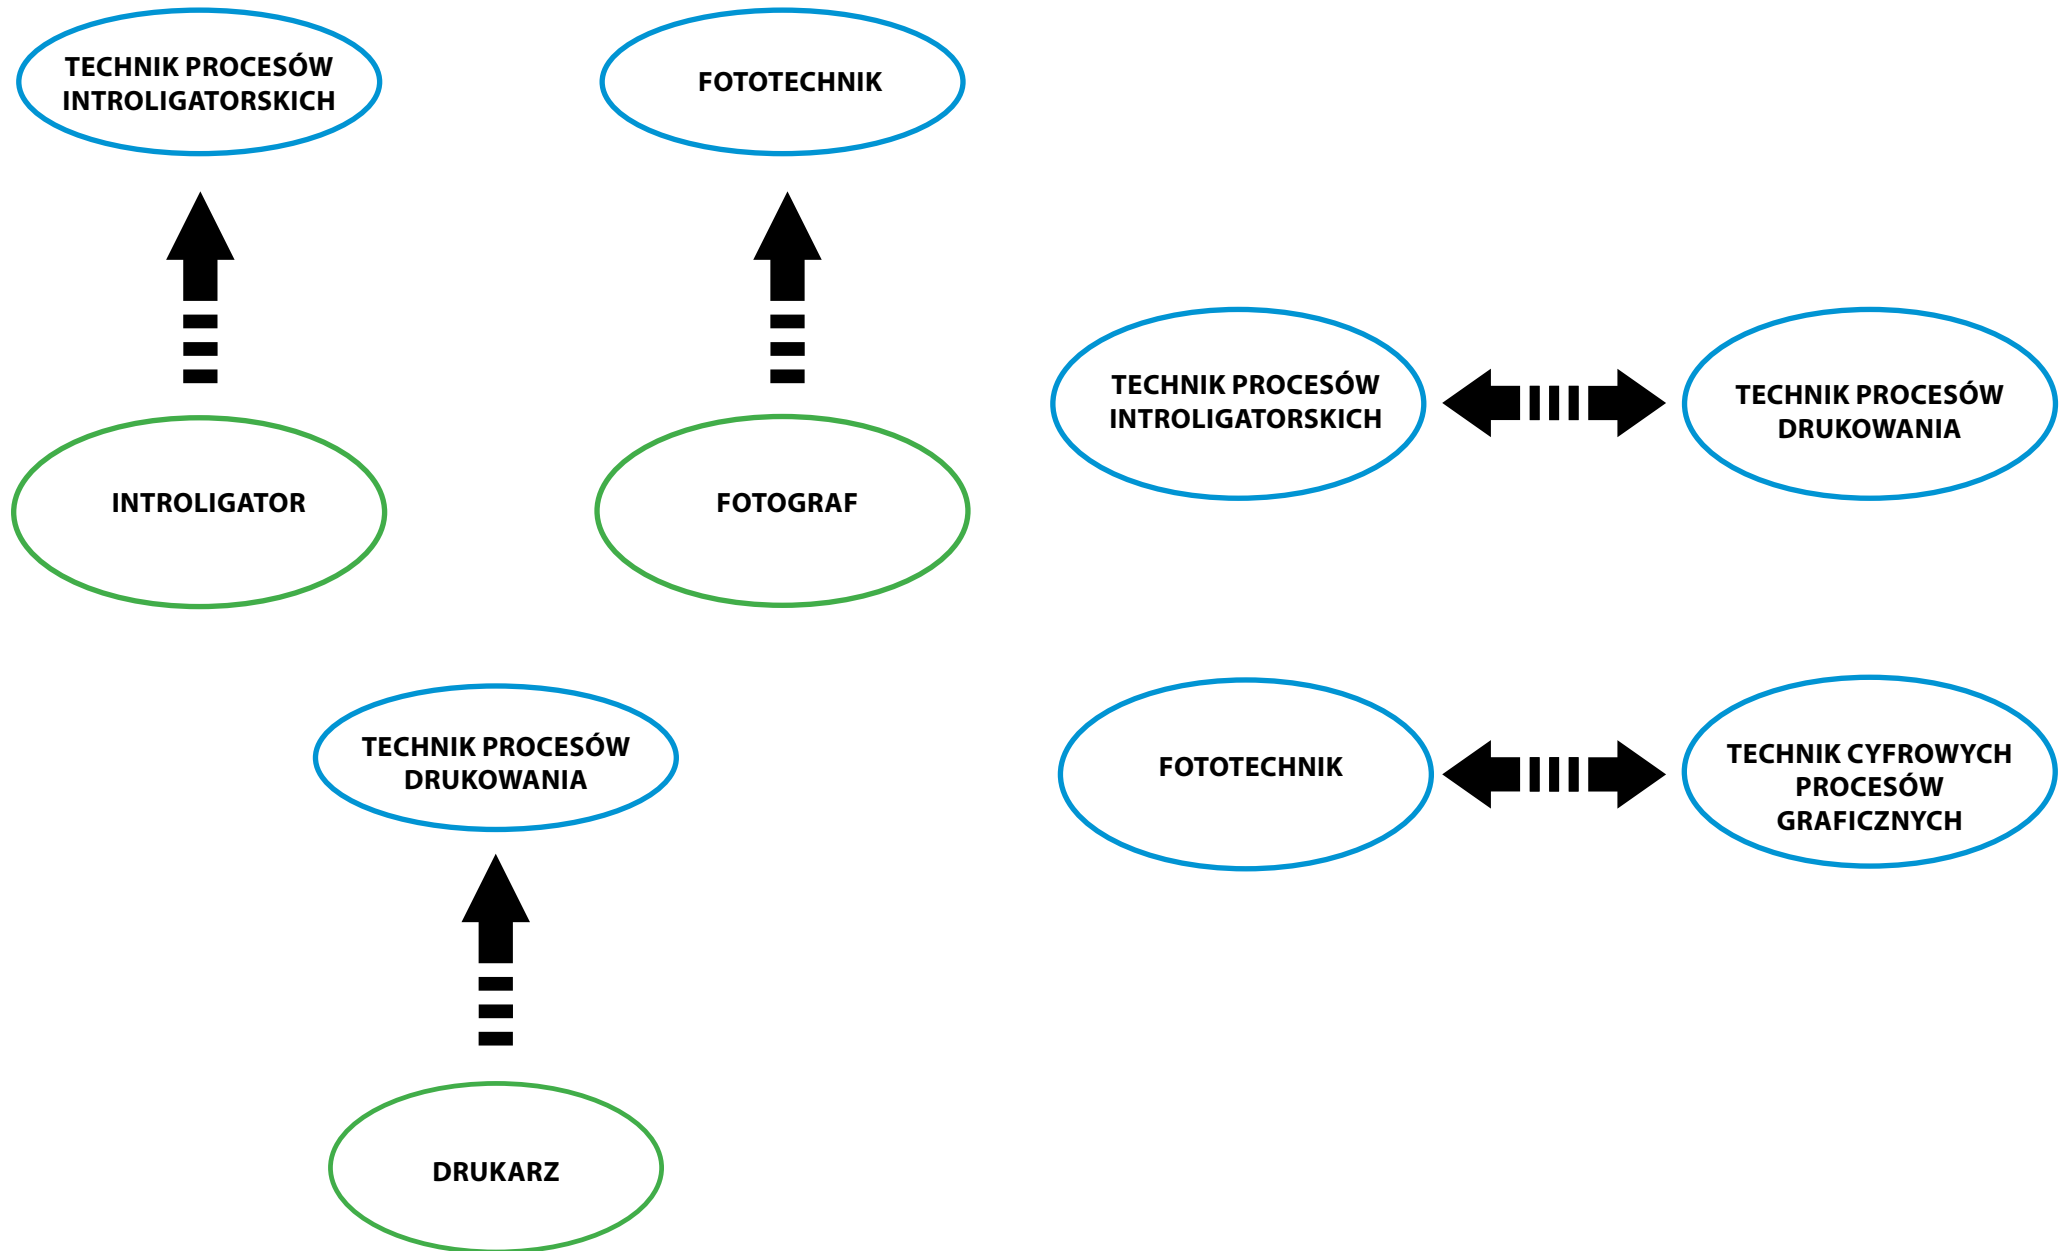 TECHNIK PROCESÓW
INTROLIGATORSKICH
FOTOTECHNIK
INTROLIGATOR
FOTOGRAF
TECHNIK PROCESÓW
DRUKOWANIA
DRUKARZ
TECHNIK PROCESÓW
INTROLIGATORSKICH
TECHNIK PROCESÓW
DRUKOWANIA
FOTOTECHNIK
TECHNIK CYFROWYCH
PROCESÓW
GRAFICZNYCH